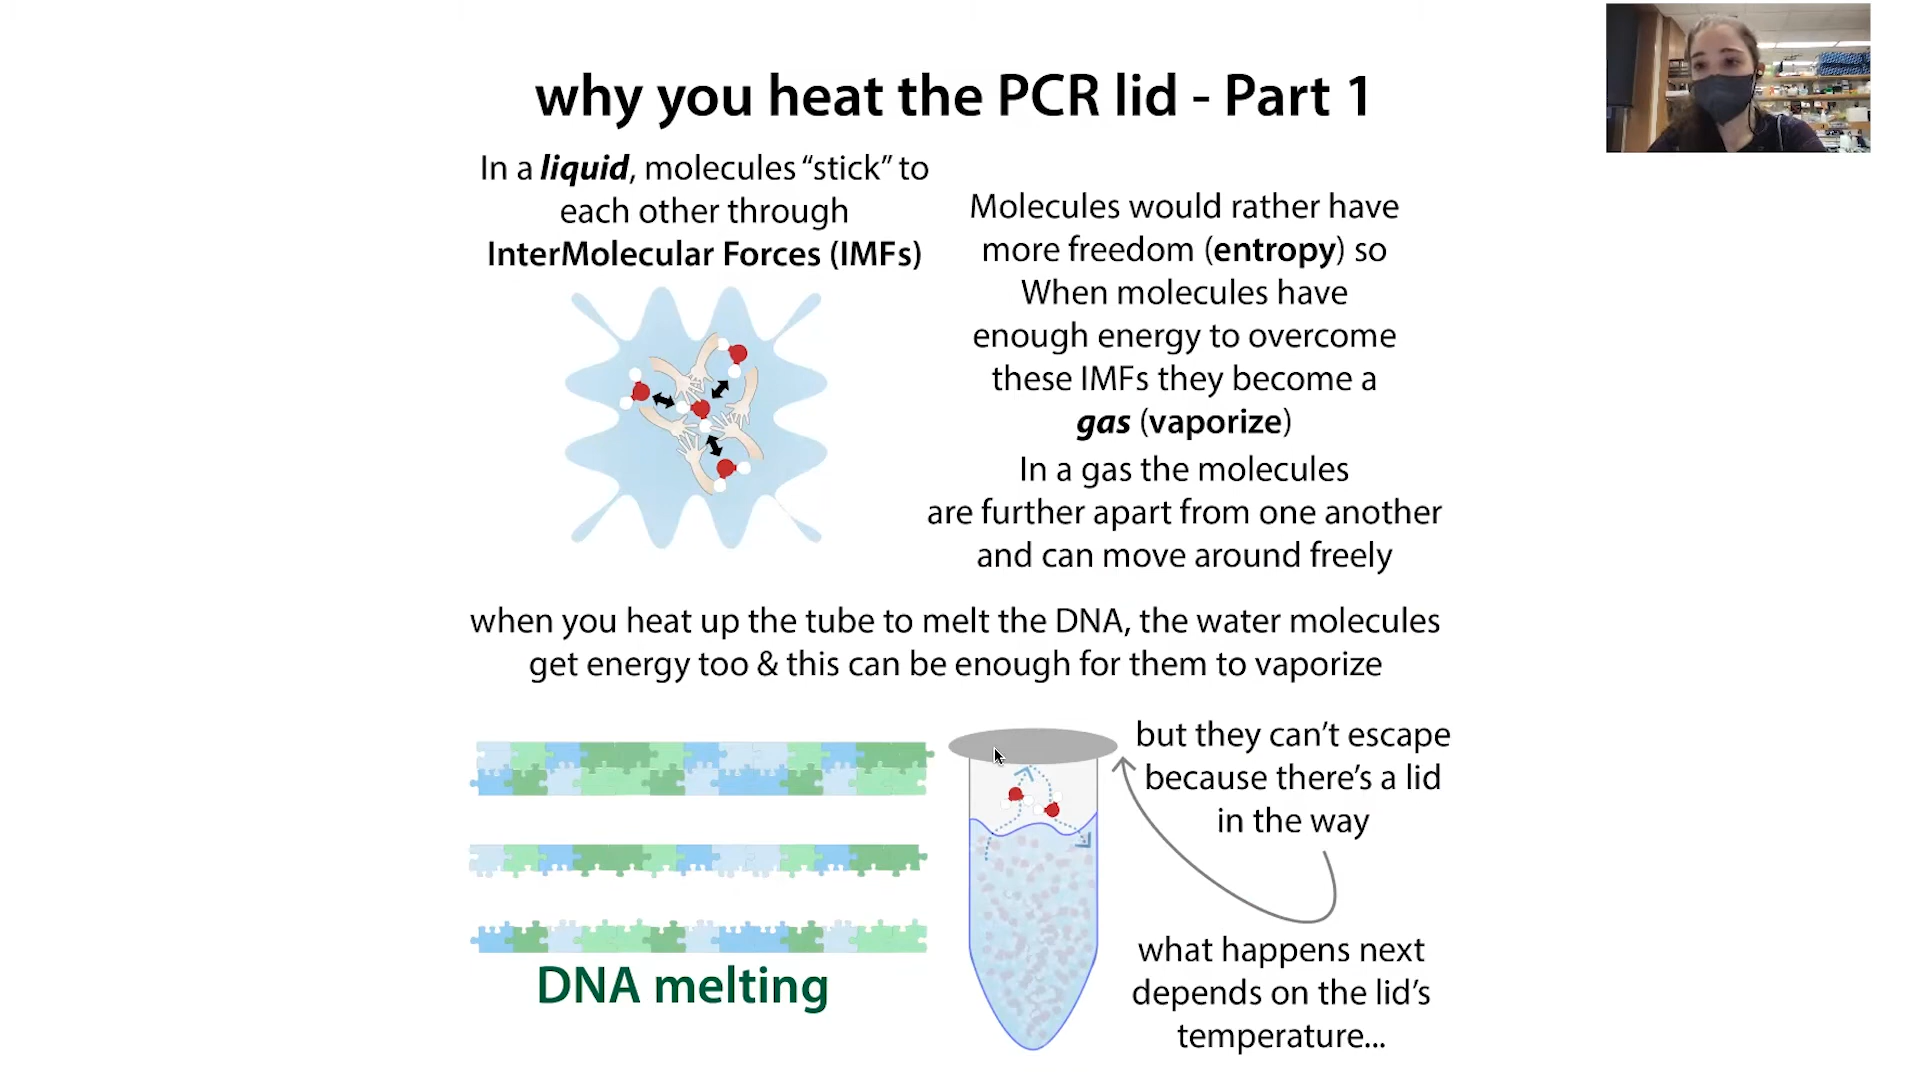 why you heat the PCR lid - Part 1
In a liquid, molecules “stick” to
each other through
InterMolecular Forces (IMFs)
Molecules would rather have
more freedom (entropy) so
When molecules have
enough energy to overcome
these IMFs they become a
gas (vaporize)
In a gas the molecules
are further apart from one another
and can move around freely
when you heat up the tube to melt the DNA, the water molecules
get energy too & this can be enough for them to vaporize
but they can’t escape
because there’s a lid
in the way
what happens next
depends on the lid’s
temperature...
DNA melting